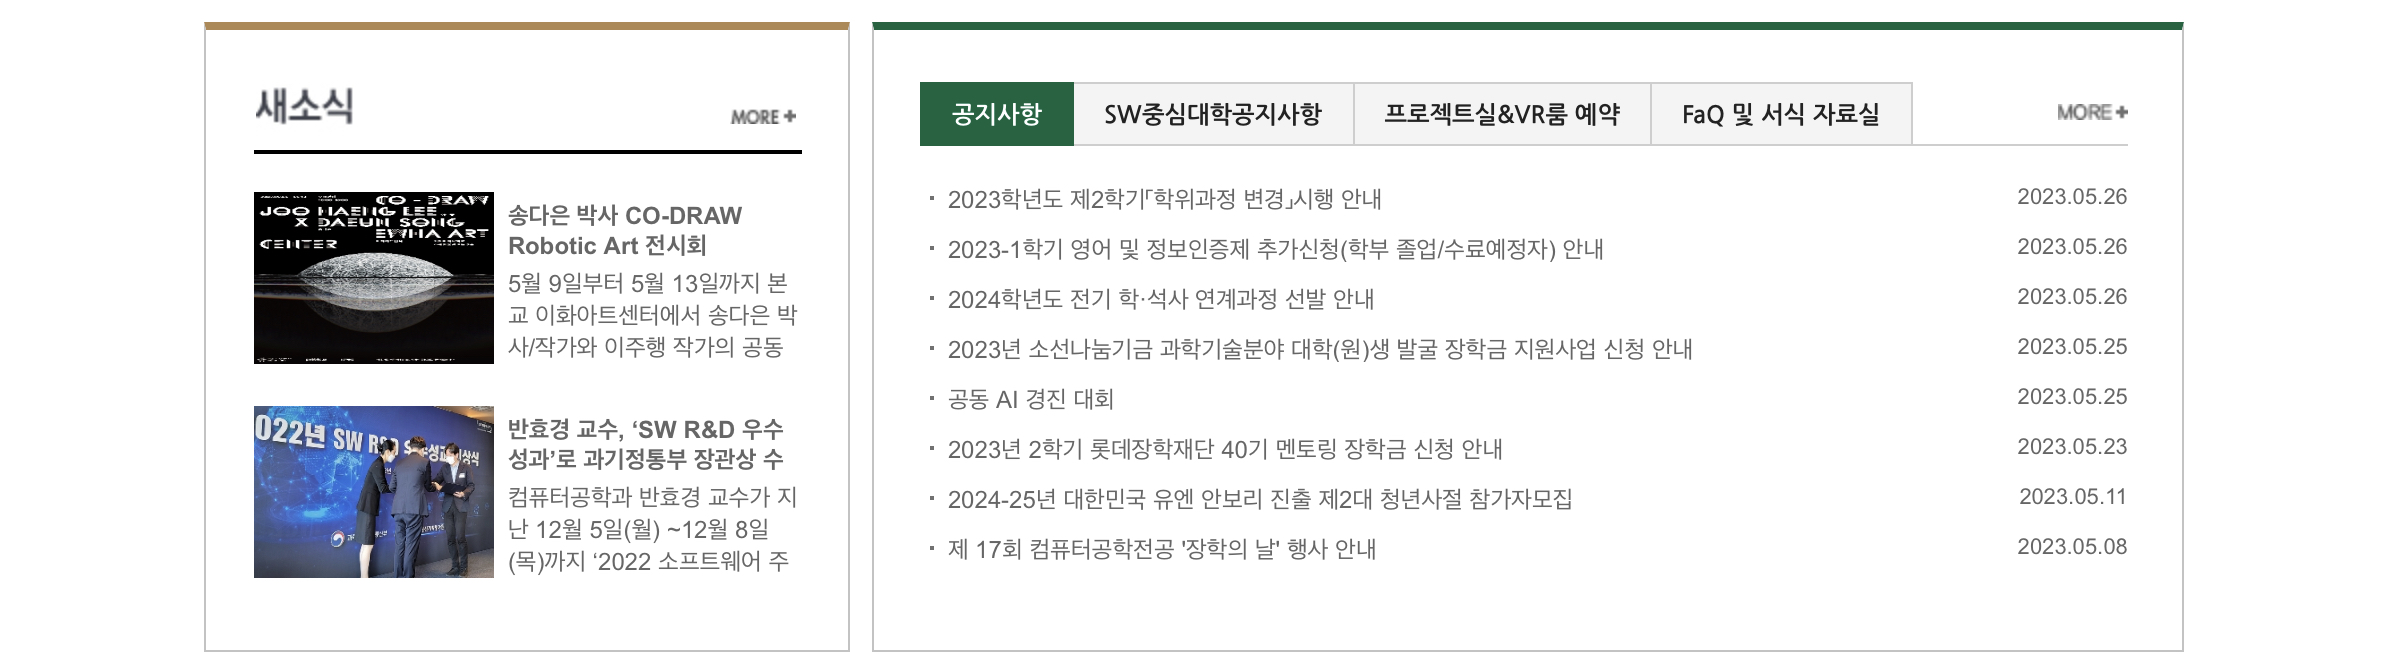 새소식
MORE +
CO - DRAW
JOO HAENG LEE
X DAEUN SONG
EWHA ART
CENTER
송다은 박사 CO-DRAW
Robotic Art 전시회
5월 9일부터 5월 13일까지 본
교 이화아트센터에서 송다은 박
사/작가와 이주행 작가의 공동
022년 SW R&D
반효경 교수, ‘SW R&D 우수
성과’로 과기정통부 장관상 수
컴퓨터공학과 반효경 교수가 지
난 12월 5일(월) ~12월 8일
(목)까지 ‘2022 소프트웨어 주
공지사항 SW중심대학공지사항 프로젝트실&VR룸 예약 FaQ 및 서식 자료실 MORE +
· 2023학년도 제2학기｢학위과정 변경｣시행 안내 2023.05.26
· 2023-1학기 영어 및 정보인증제 추가신청(학부 졸업/수료예정자) 안내 2023.05.26
· 2024학년도 전기 학·석사 연계과정 선발 안내 2023.05.26
· 2023년 소선나눔기금 과학기술분야 대학(원)생 발굴 장학금 지원사업 신청 안내 2023.05.25
· 공동 AI 경진 대회 2023.05.25
· 2023년 2학기 롯데장학재단 40기 멘토링 장학금 신청 안내 2023.05.23
· 2024-25년 대한민국 유엔 안보리 진출 제2대 청년사절 참가자모집 2023.05.11
· 제 17회 컴퓨터공학전공 '장학의 날' 행사 안내 2023.05.08